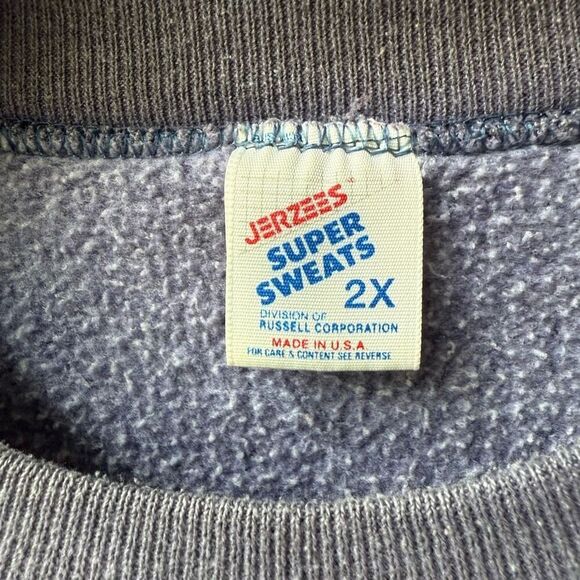 JERZEES
SUPER
SWEATS
2X
DIVISION OF
RUSSELL CORPORATION
MADE IN U.S.A
FOR CARE & CONTENT SEE REVERSE